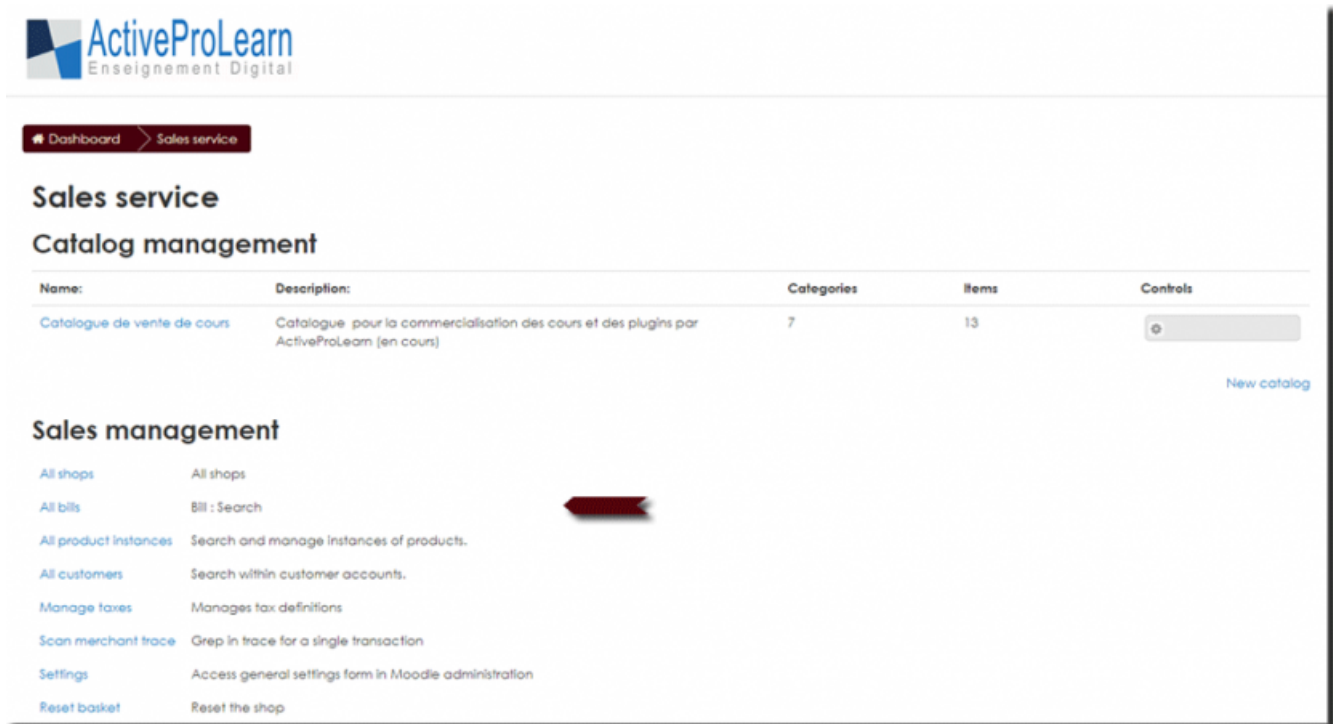 ActiveProLearn
Enseignement Digital
Dashboard Sales service
Sales service
Catalog management
Name: Description: Categories Items Controls
Catalogue de vente de cours Catalogue pour la commercialisation des cours et des plugins par 7 13
ActiveProLearn (en cours)
New catalog
Sales management
All shops All shops
All bills Bill : Search
All product instances Search and manage instances of products.
All customers Search within customer accounts.
Manage taxes Manages tax definitions
Scan merchant trace Grep in trace for a single transaction
Settings Access general settings form in Moodle administration
Reset basket Reset the shop